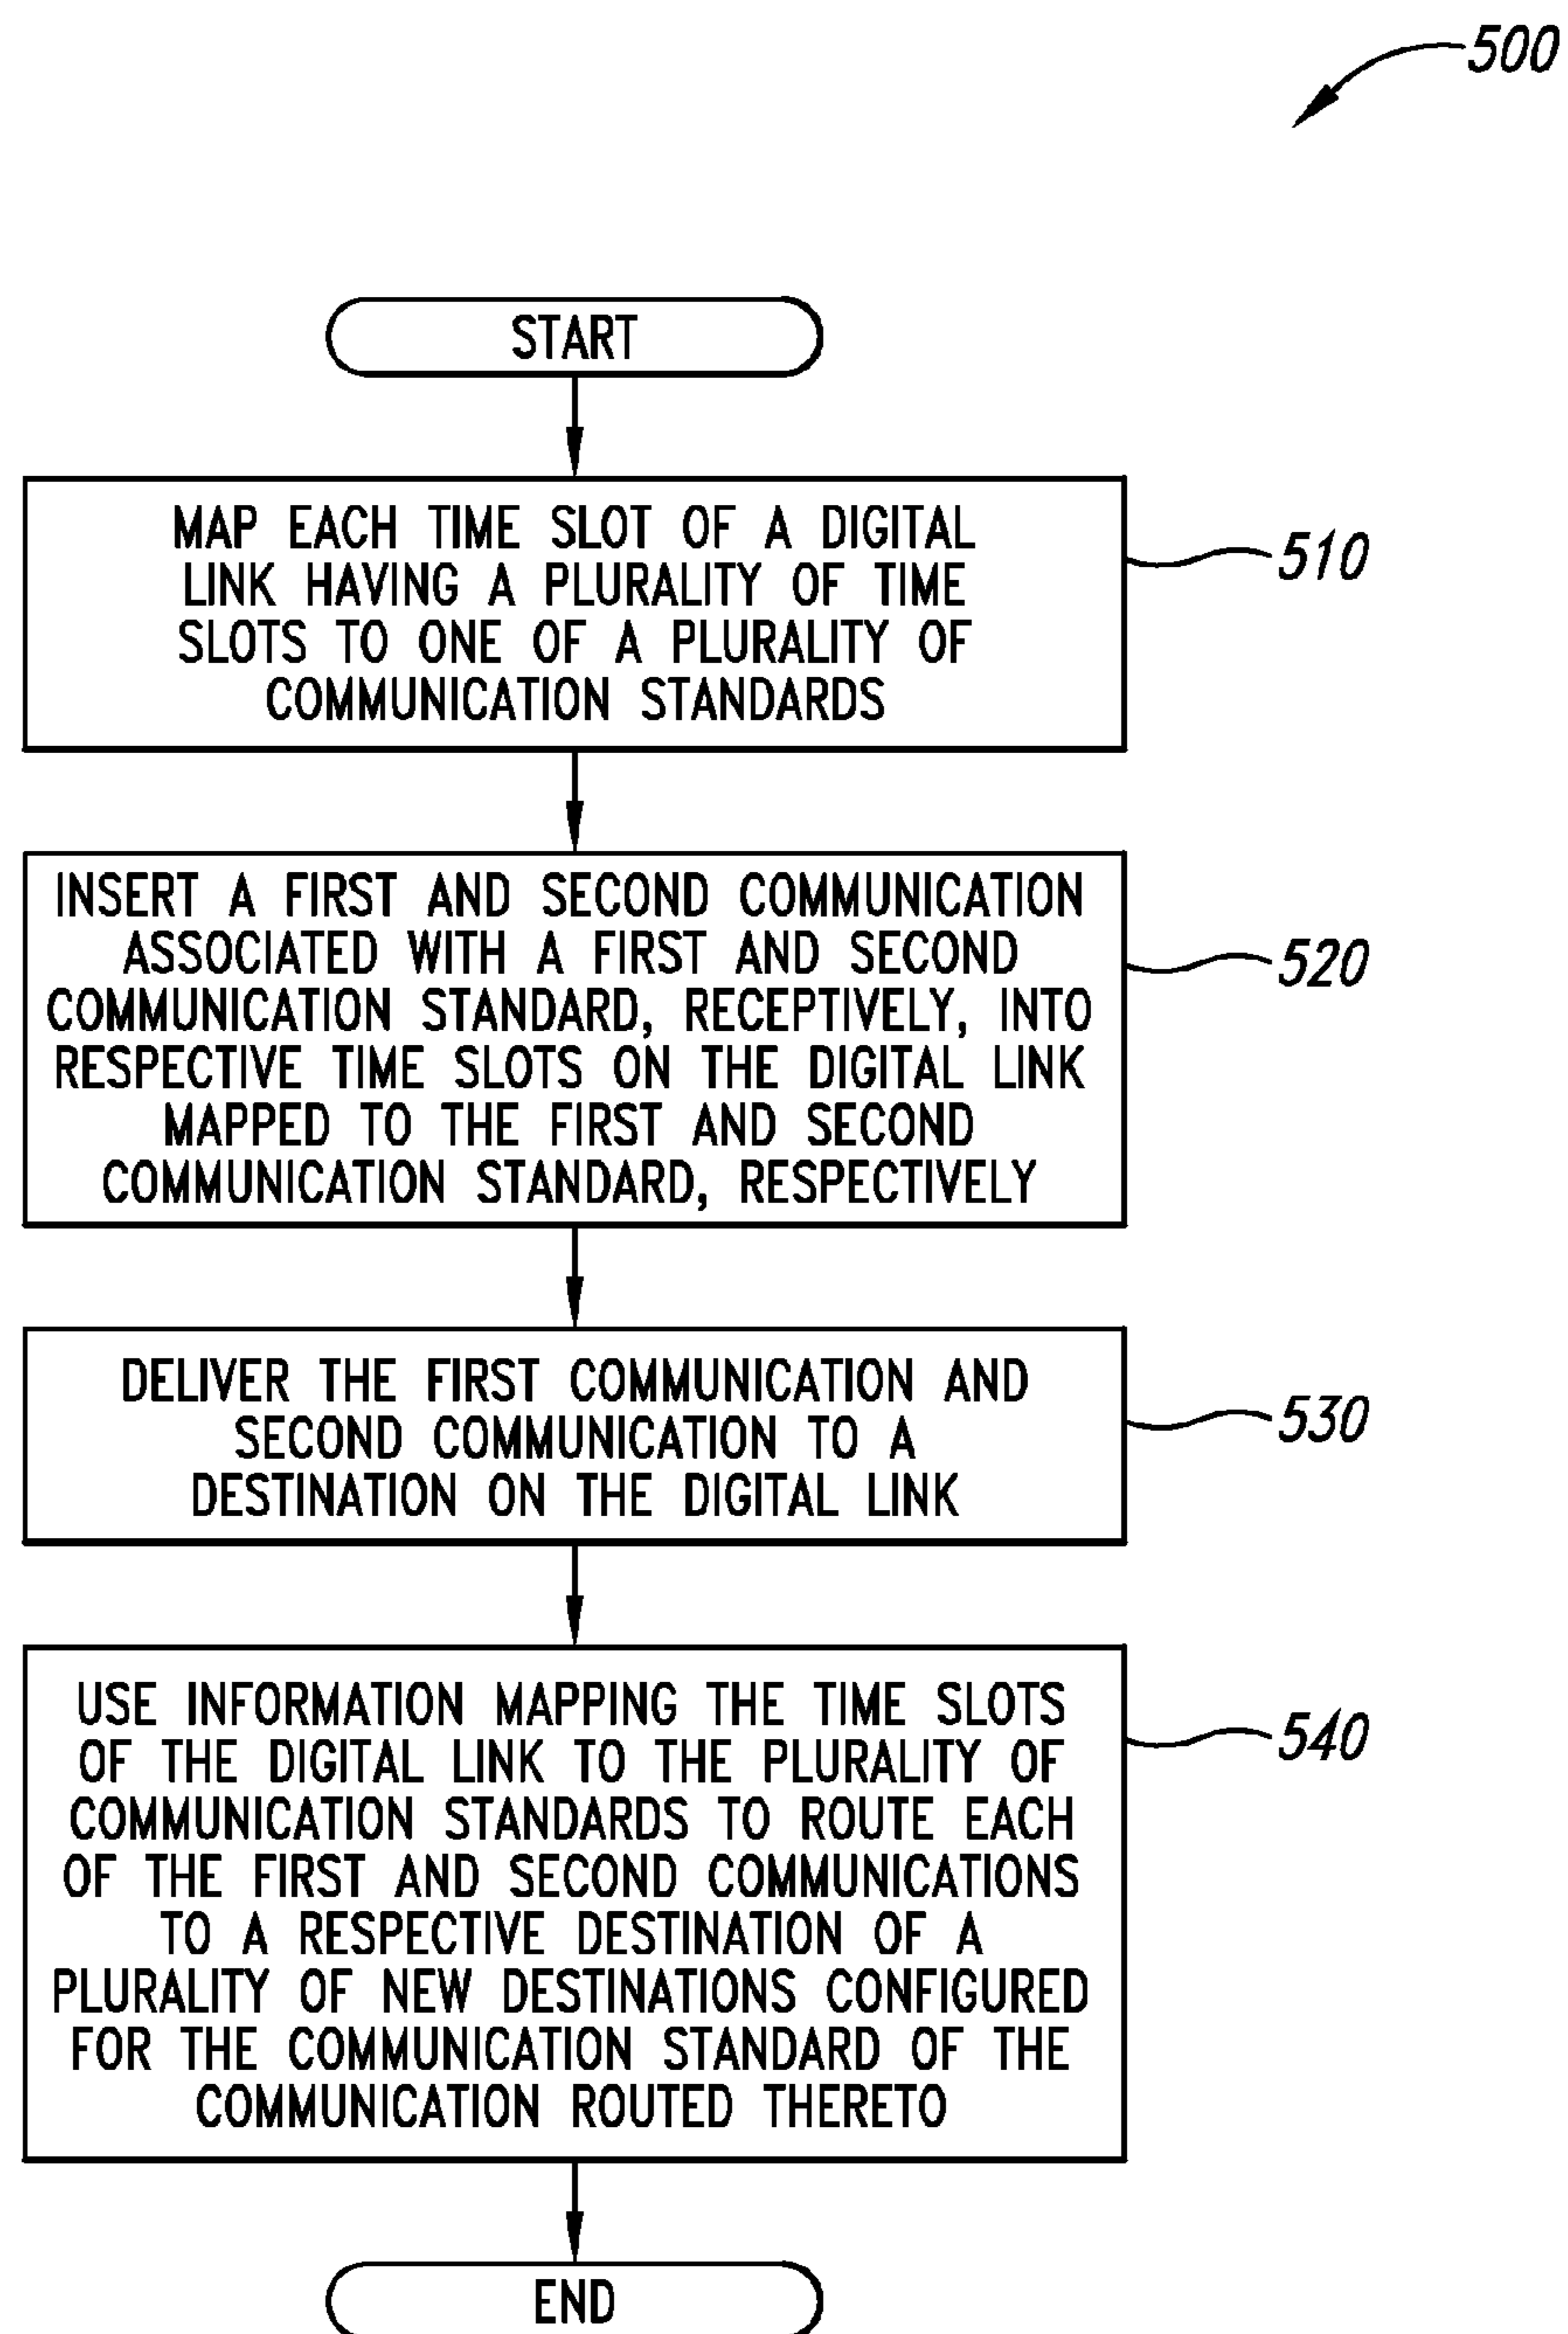 500
START
MAP EACH TIME SLOT OF A DIGITAL
LINK HAVING A PLURALITY OF TIME
SLOTS TO ONE OF A PLURALITY OF
COMMUNICATION STANDARDS
510
INSERT A FIRST AND SECOND COMMUNICATION
ASSOCIATED WITH A FIRST AND SECOND
COMMUNICATION STANDARD, RECEPTIVELY, INTO
RESPECTIVE TIME SLOTS ON THE DIGITAL LINK
MAPPED TO THE FIRST AND SECOND
COMMUNICATION STANDARD, RESPECTIVELY
520
DELIVER THE FIRST COMMUNICATION AND
SECOND COMMUNICATION TO A
DESTINATION ON THE DIGITAL LINK
530
USE INFORMATION MAPPING THE TIME SLOTS
OF THE DIGITAL LINK TO THE PLURALITY OF
COMMUNICATION STANDARDS TO ROUTE EACH
OF THE FIRST AND SECOND COMMUNICATIONS
TO A RESPECTIVE DESTINATION OF A
PLURALITY OF NEW DESTINATIONS CONFIGURED
FOR THE COMMUNICATION STANDARD OF THE
COMMUNICATION ROUTED THERETO
540
END